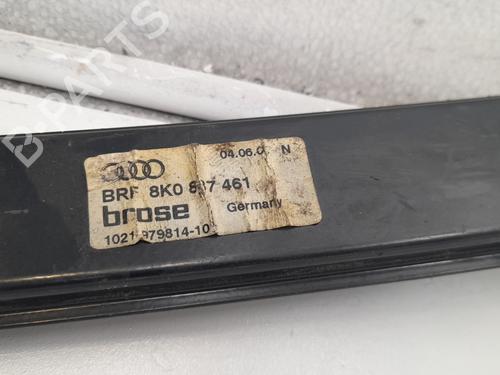 B PARTS
04.06.0 N
BRF 8K0 837 461
brose Germany
1021 979814-10